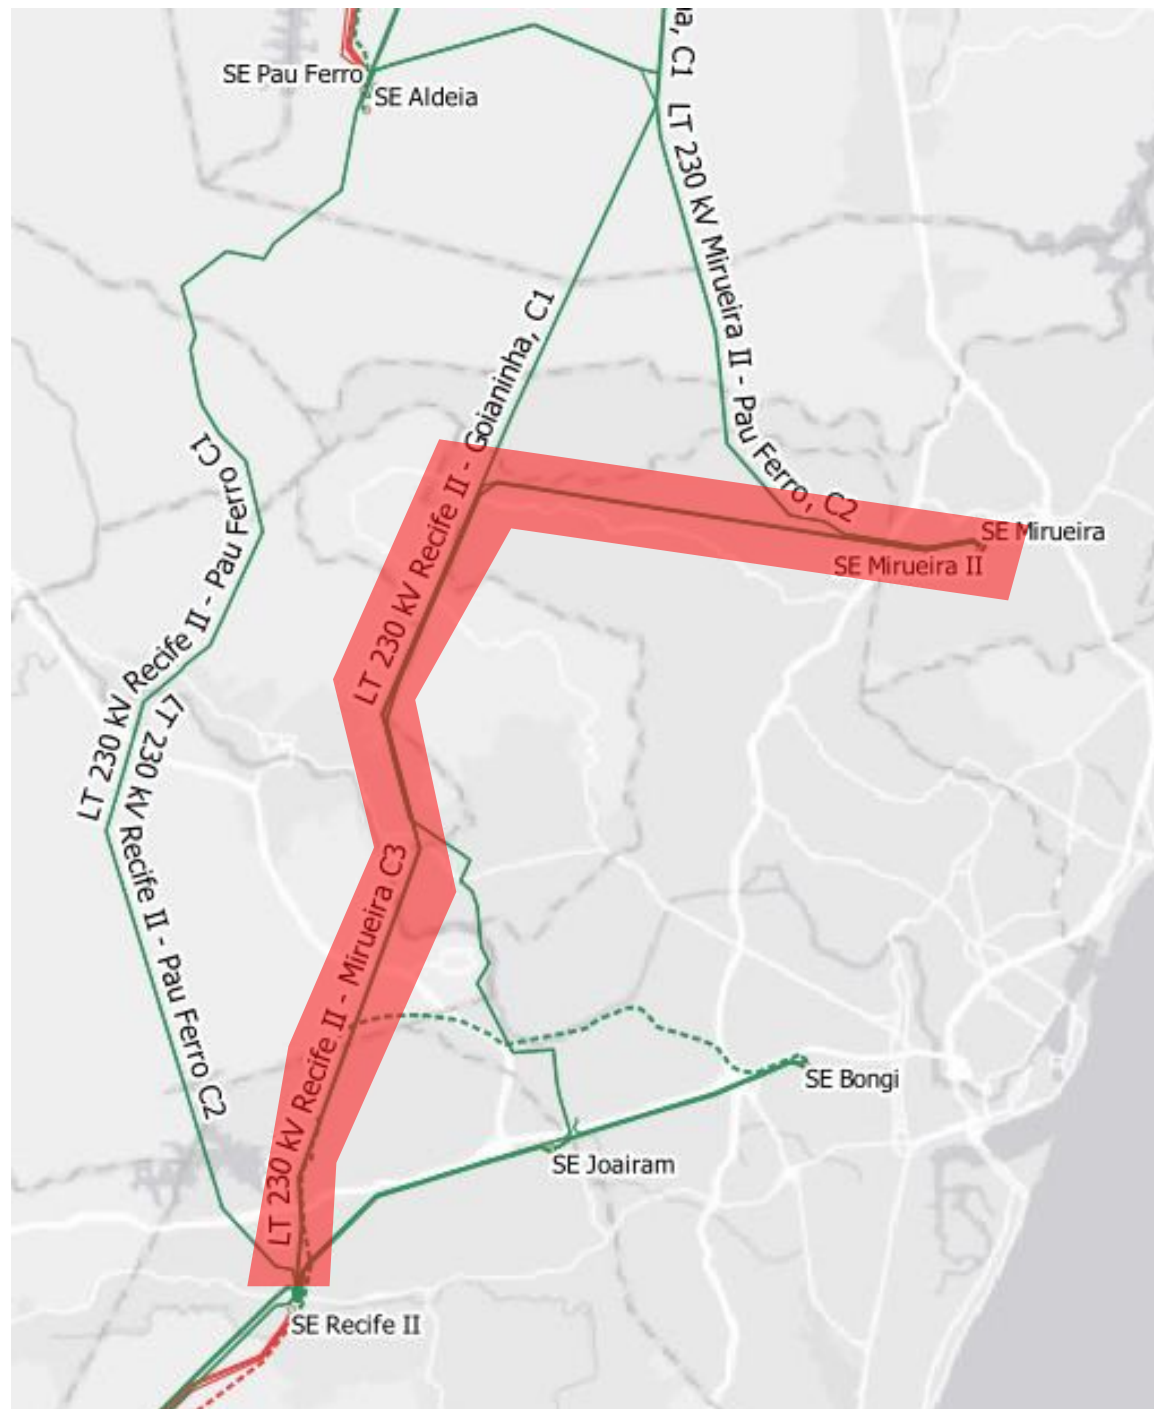 la, C1
SE Pau Ferro
SE Aldeia
LT 230 kV Mirueira II - Pau Ferro, C2
LT 230 kV Recife II - Goianinha, C1
LT 230 kV Recife II - Pau Ferro C1
SE Mirueira
SE Mirueira II
LT 230 kV Recife II - Pau Ferro C2
LT 230 kV Recife II - Mirueira C3
SE Bongi
SE Joairam
SE Recife II